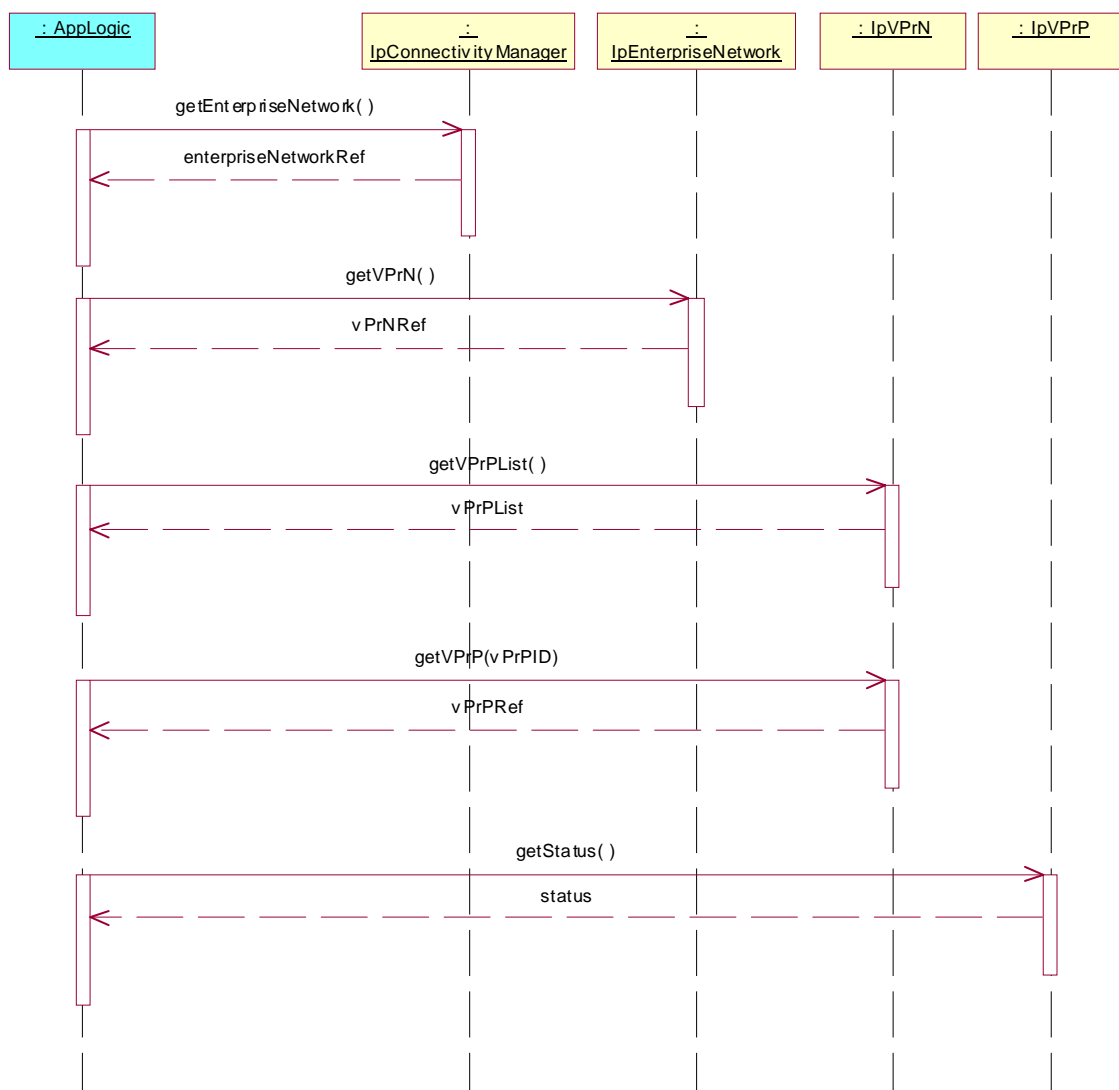 : AppLogic
:
IpConnectivityManager
:
IpEnterpriseNetwork
: IpVPrN
: IpVPrP
getEnterpriseNetwork( )
enterpriseNetworkRef
getVPrN( )
vPrNRef
getVPrPList( )
vPrPList
getVPrP(vPrPID)
vPrPRef
getStatus( )
status